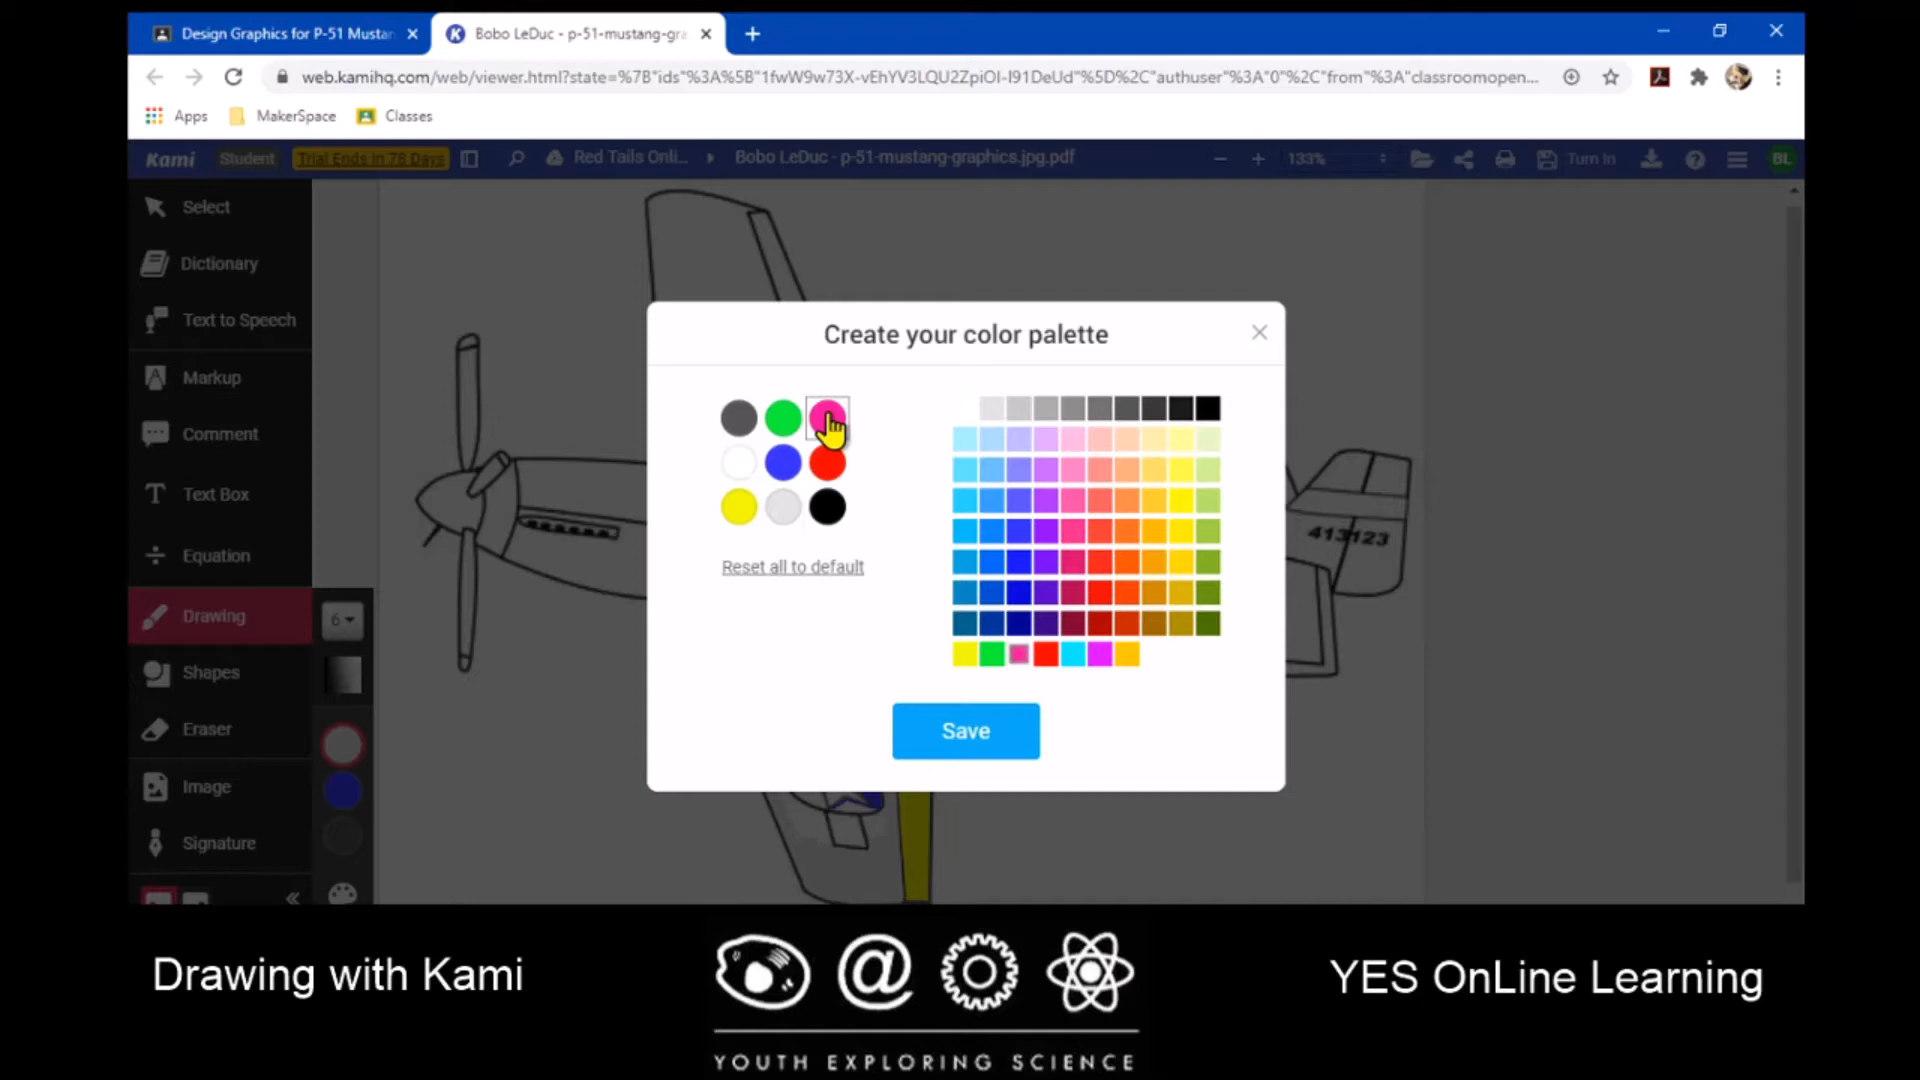 Design Graphics for P-51 Mustan
Bobo LeDuc - p-51-mustang-gra
web.kamihq.com/web/viewer.html?state=%7B"ids"%3A%5B"1fwW9w73X-vEhYV3LQU2ZpiOI-I91DeUd"%5D%2C"authuser"%3A"0"%2C"from"%3A"classroomopen...
Apps MakerSpace Classes
Kami Student Trial Ends In 78 Days Red Tails Onli... Bobo LeDuc - p-51-mustang-graphics.jpg.pdf 133% Turn In BL
Select
Dictionary
Text to Speech
Markup
Comment
Text Box
Equation
Drawing 6
Shapes
Eraser
Image
Signature
Create your color palette
Reset all to default
Save
413123
Drawing with Kami
YES OnLine Learning
@
YOUTH EXPLORING SCIENCE